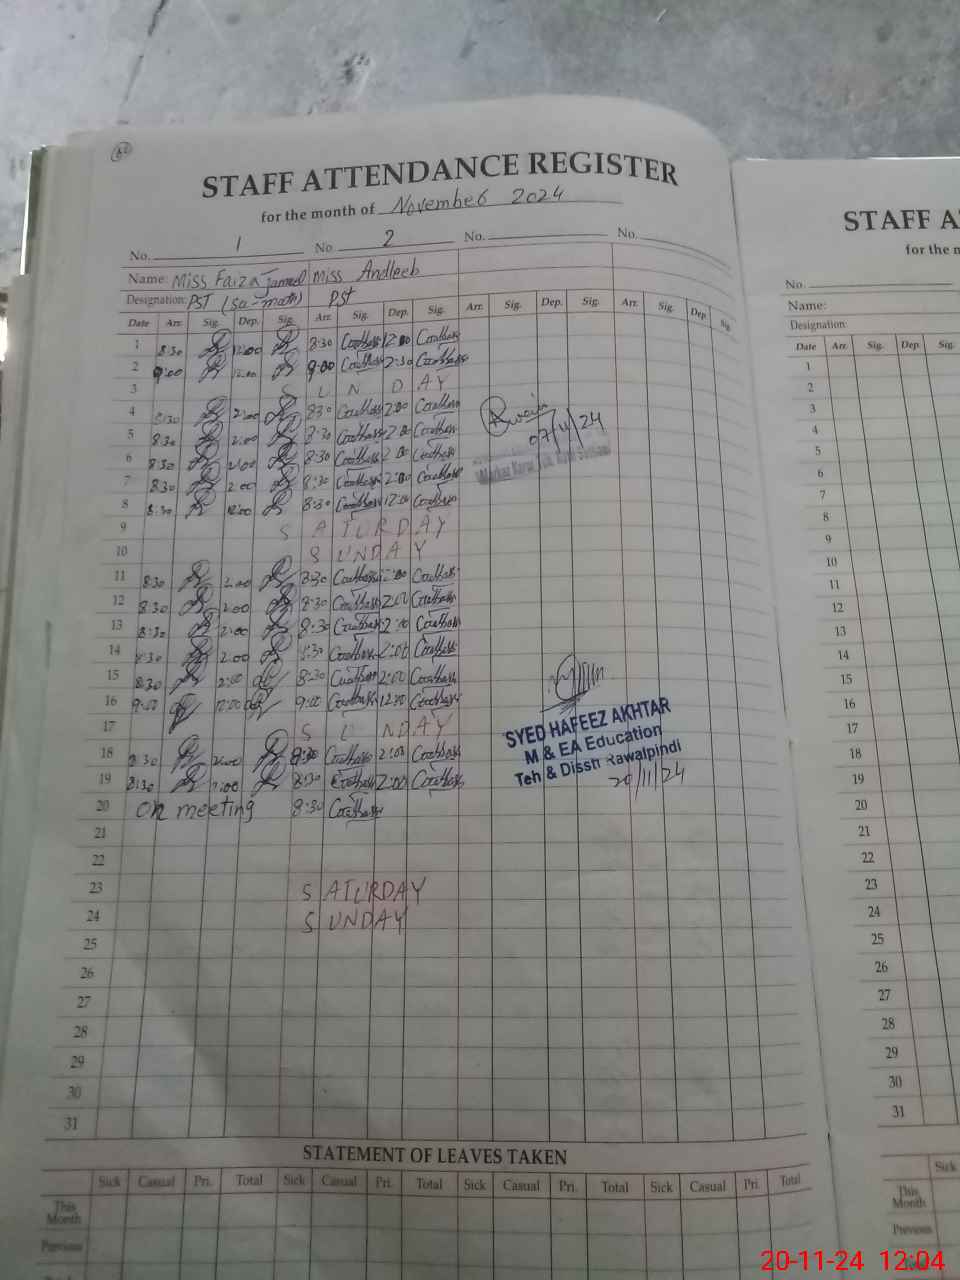 STAFF ATTENDANCE REGISTER
for the month of November 2024
No. 1 No 2 No. No.
Name: Miss Faiza Jameel Miss Andleeb
Designation: PST (Sci-math) PST
Date Arr. Sig. Dep. Sig. Arr. Sig. Dep. Sig. Arr. Sig. Dep. Sig. Arr. Sig. Dep. Sig
1 8:30 12:00 8:30 12:00
2 9:00 12:00 9:00 2:30
3 S U N D A Y
4 8:30 2:00 8:30 2:00
5 8:30 2:00 8:30 2:00
6 8:30 2:00 8:30 2:00
7 8:30 2:00 8:30 2:00
8 8:30 12:00 8:30 12:00
07/11/24
9 S A T U R D A Y
10 S U N D A Y
11 8:30 2:00 8:30 2:00
12 8:30 2:00 8:30 2:00
13 8:30 2:00 8:30 2:00
14 8:30 2:00 8:30 2:00
15 8:30 2:00 8:30 2:00
16 9:00 12:00 9:00 12:00
17 S U N D A Y
18 8:30 2:00 8:30 2:00
19 8:30 2:00 8:30 2:00
20 On meeting 8:30
SYED HAFEEZ AKHTAR
M & EA Education
Teh & Disstt Rawalpindi
20/11/24
21
22
23 SATURDAY
24 SUNDAY
25
26
27
28
29
30
31
STATEMENT OF LEAVES TAKEN
Sick Casual Pri. Total Sick Casual Pri. Total Sick Casual Pri. Total Sick Casual Pri. Total
This Month
Previous
STAFF A
for the m
No.
Name:
Designation:
Date Arr. Sig. Dep. Sig.
1
2
3
4
5
6
7
8
9
10
11
12
13
14
15
16
17
18
19
20
21
22
23
24
25
26
27
28
29
30
31
Sick
This Month
Previous
20-11-24 12:04